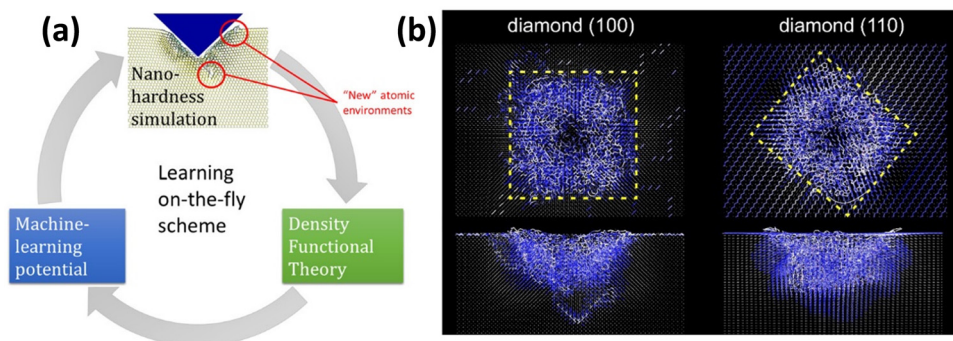 (a)
Nano-
hardness
simulation
"New" atomic
environments
Learning
on-the-fly
scheme
Machine-
learning
potential
Density
Functional
Theory
(b)
diamond (100)
diamond (110)